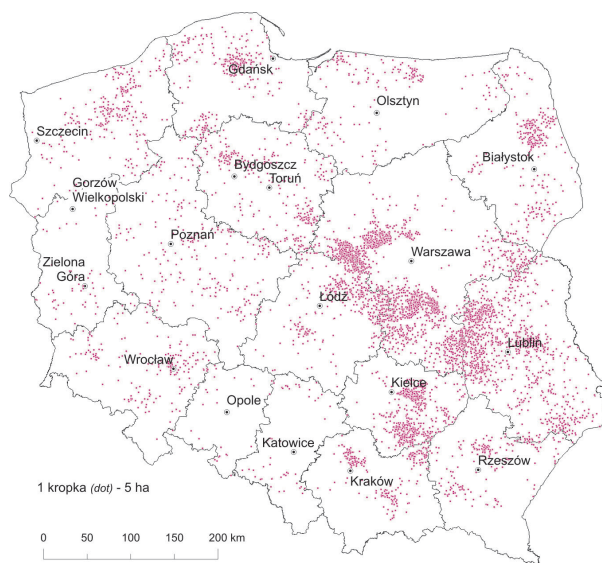 Gdańsk
Olsztyn
Szczecin
Białystok
Bydgoszcz
Toruń
Gorzów
Wielkopolski
Poznań
Warszawa
Zielona
Góra
Łódź
Lublin
Wrocław
Kielce
Opole
Katowice
Rzeszów
Kraków
1 kropka (dot) - 5 ha
0 50 100 150 200 km